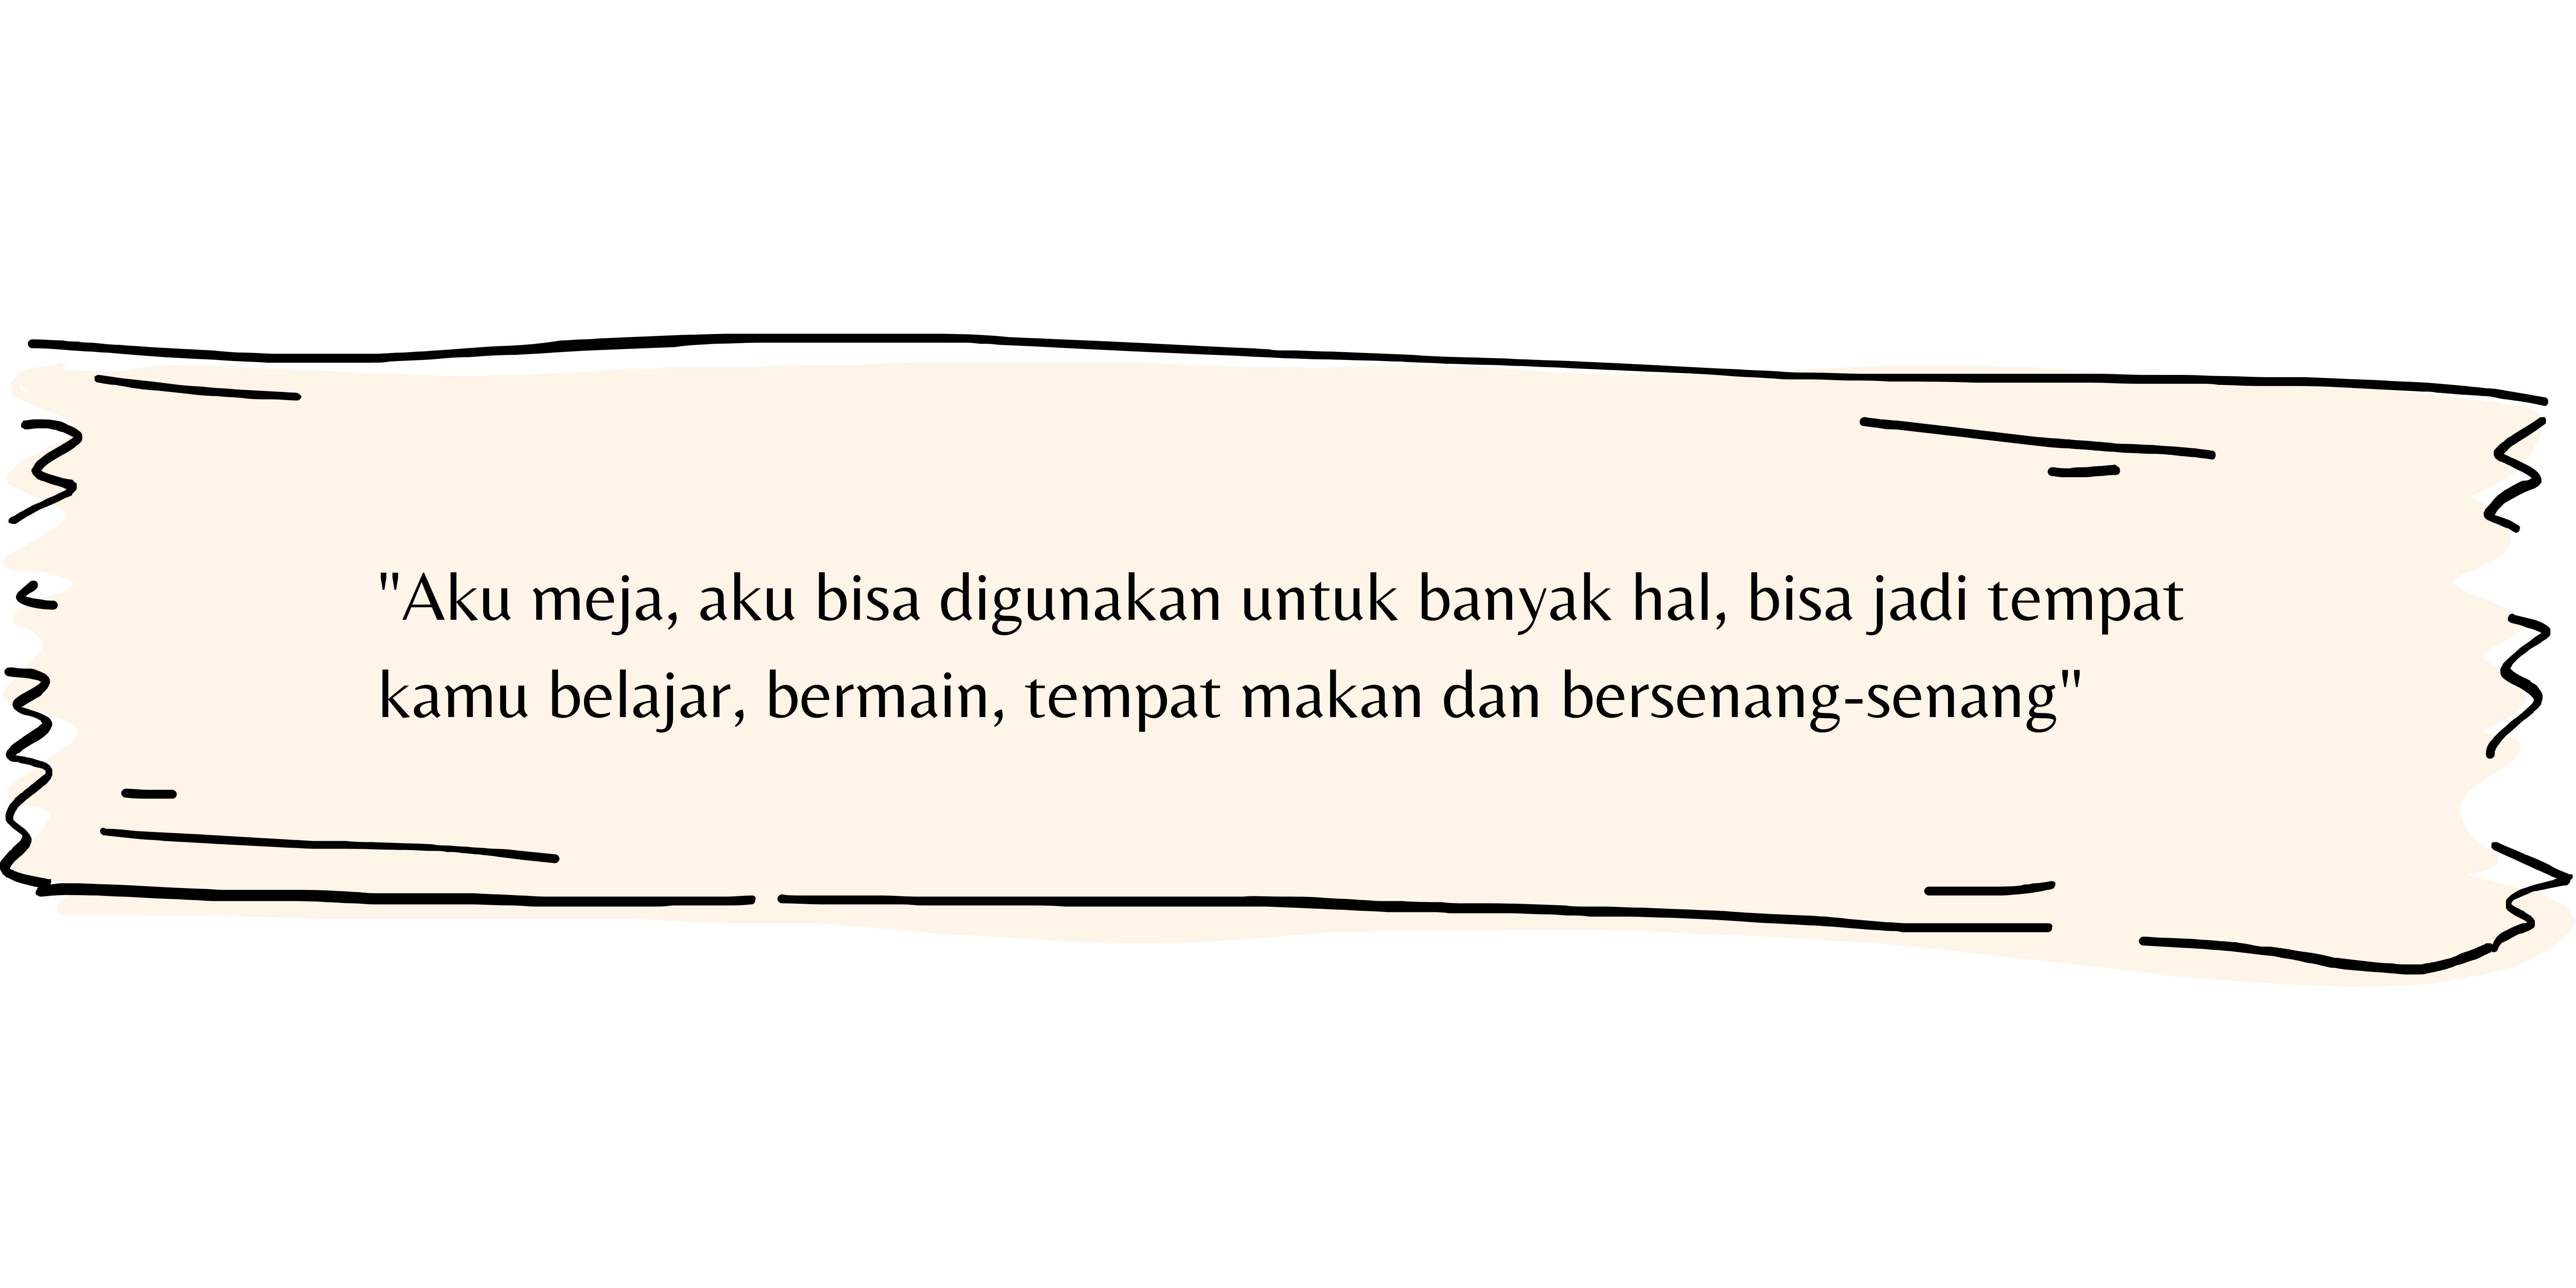 "Aku meja, aku bisa digunakan untuk banyak hal, bisa jadi tempat
kamu belajar, bermain, tempat makan dan bersenang-senang"